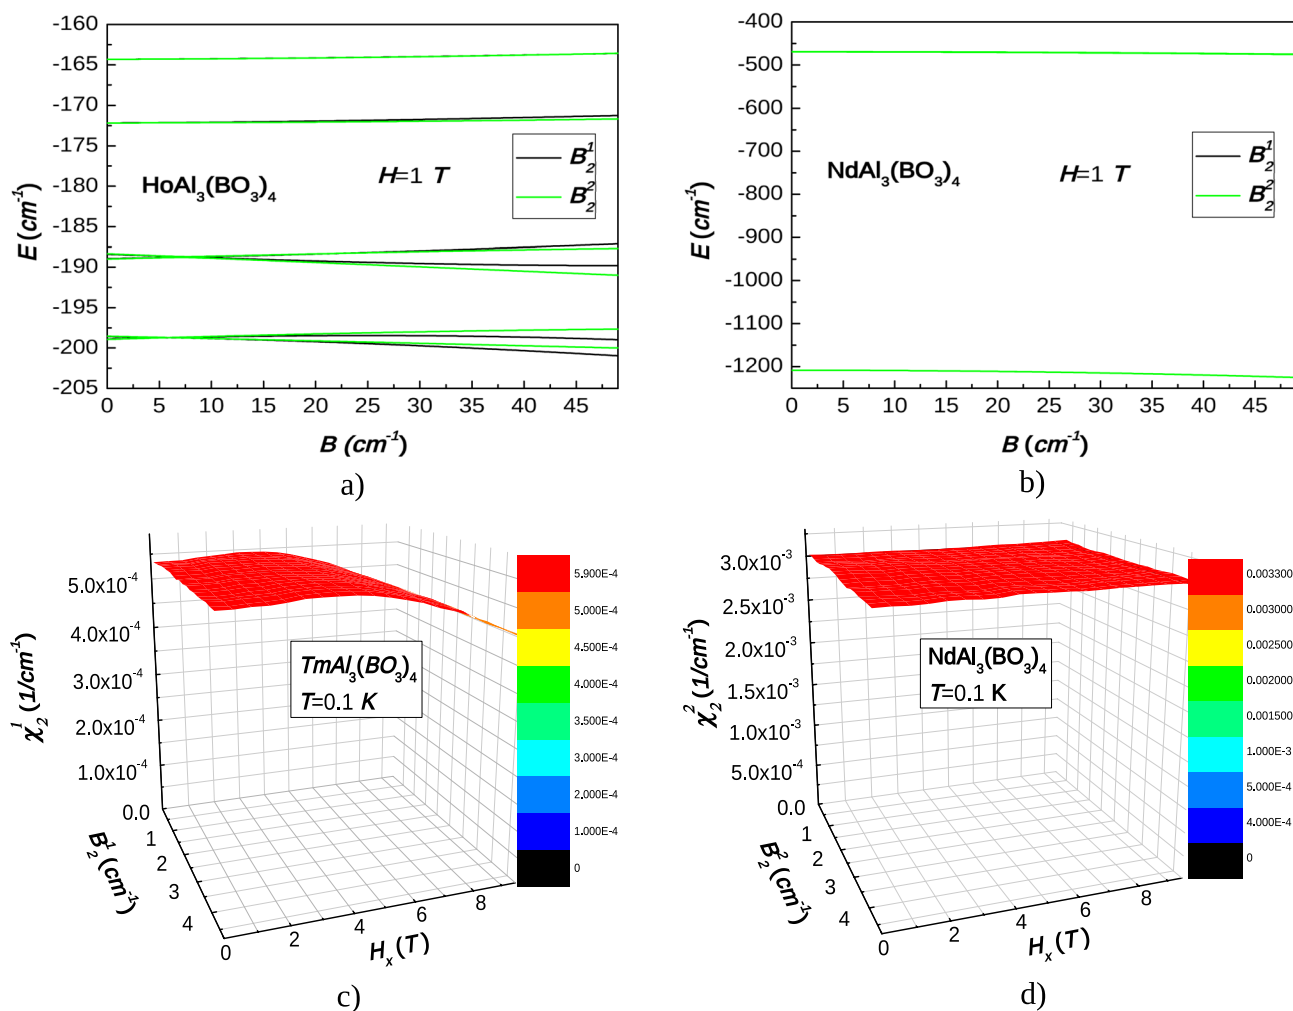 -160
-165
-170
-175
-180
-185
-190
-195
-200
-205
E (cm⁻¹)
HoAl₃(BO₃)₄
H=1 T
B₂¹
B₂²
0 5 10 15 20 25 30 35 40 45
B (cm⁻¹)
a)
-400
-500
-600
-700
-800
-900
-1000
-1100
-1200
E (cm⁻¹)
NdAl₃(BO₃)₄
H=1 T
B₂¹
B₂²
0 5 10 15 20 25 30 35 40 45
B (cm⁻¹)
b)
5.0x10⁻⁴
4.0x10⁻⁴
3.0x10⁻⁴
2.0x10⁻⁴
1.0x10⁻⁴
0.0
χ₂¹ (1/cm⁻¹)
TmAl₃(BO₃)₄
T=0.1 K
1
2
3
4
B₂¹ (cm⁻¹)
0 2 4 6 8
Hₓ(T)
5.900E-4
5.000E-4
4.500E-4
4.000E-4
3.500E-4
3.000E-4
2.000E-4
1.000E-4
0
c)
3.0x10⁻³
2.5x10⁻³
2.0x10⁻³
1.5x10⁻³
1.0x10⁻³
5.0x10⁻⁴
0.0
χ₂² (1/cm⁻¹)
NdAl₃(BO₃)₄
T=0.1 K
1
2
3
4
B₂² (cm⁻¹)
0 2 4 6 8
Hₓ(T)
0.003300
0.003000
0.002500
0.002000
0.001500
1.000E-3
5.000E-4
4.000E-4
0
d)